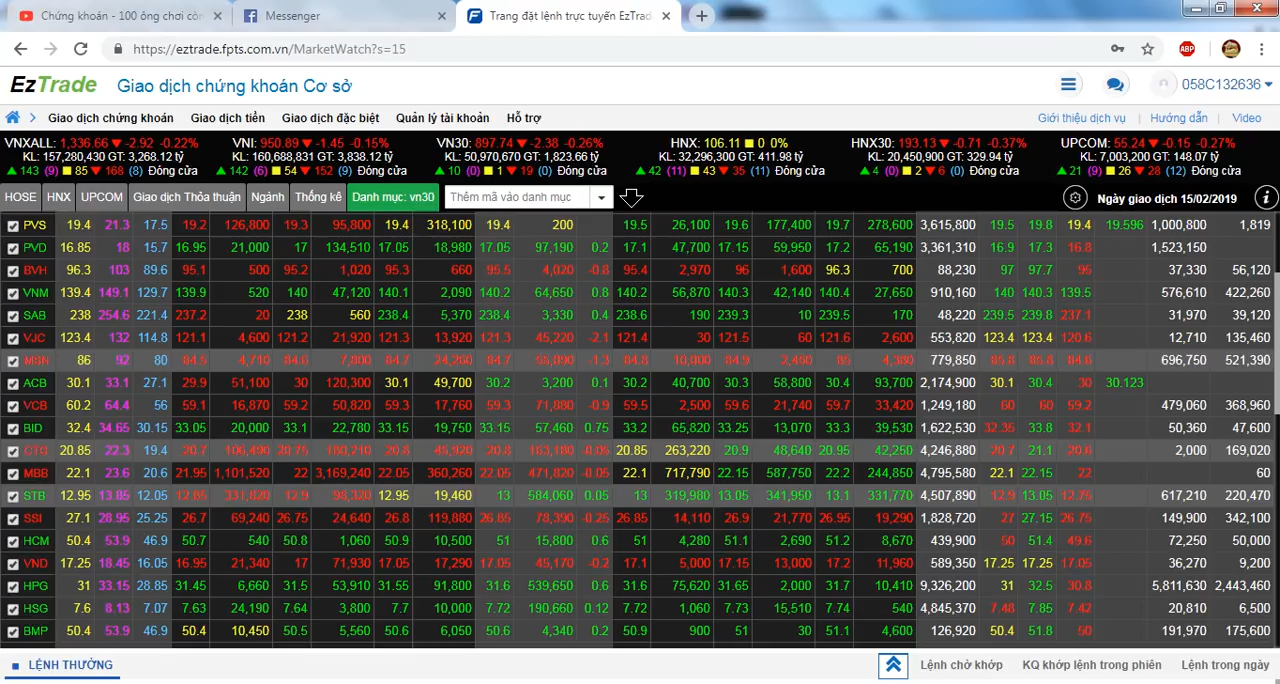 Chứng khoán - 100 ông chơi côn
Messenger
Trang đặt lệnh trực tuyến EzTrad
https://eztrade.fpts.com.vn/MarketWatch?s=15
ABP
EzTrade Giao dịch chứng khoán Cơ sở
058C132636
Giao dịch chứng khoán Giao dịch tiền Giao dịch đặc biệt Quản lý tài khoản Hỗ trợ
Giới thiệu dịch vụ | Hướng dẫn | Video
VNXALL: 1,336.66 ▼ -2.92 -0.22% VNI: 950.89 ▼ -1.45 -0.15% VN30: 897.74 ▼ -2.38 -0.26% HNX: 106.11 ■ 0 0% HNX30: 193.13 ▼ -0.71 -0.37% UPCOM: 55.24 ▼ -0.15 -0.27%
KL: 157,280,430 GT: 3,268.12 tỷ KL: 160,688,831 GT: 3,838.12 tỷ KL: 50,970,670 GT: 1,823.66 tỷ KL: 32,296,300 GT: 411.98 tỷ KL: 20,450,900 GT: 329.94 tỷ KL: 7,003,200 GT: 148.07 tỷ
▲ 143 (9) ■ 85 ▼ 168 (8) Đóng cửa ▲ 142 (6) ■ 54 ▼ 152 (9) Đóng cửa ▲ 10 (0) ■ 1 ▼ 19 (0) Đóng cửa ▲ 42 (11) ■ 43 ▼ 35 (11) Đóng cửa ▲ 4 (0) ■ 2 ▼ 6 (0) Đóng cửa ▲ 21 (9) ■ 26 ▼ 28 (12) Đóng cửa
HOSE HNX UPCOM Giao dịch Thỏa thuận Ngành Thống kê Danh mục: vn30 Thêm mã vào danh mục Ngày giao dịch 15/02/2019
PVS 19.4 21.3 17.5 19.2 126,800 19.3 95,800 19.4 318,100 19.4 200 19.5 26,100 19.6 177,400 19.7 278,600 3,615,800 19.5 19.8 19.4 19.596 1,000,800 1,819
PVD 16.85 18 15.7 16.95 21,000 17 134,510 17.05 18,980 17.05 97,190 0.2 17.1 47,700 17.15 59,950 17.2 65,190 3,361,310 16.9 17.3 16.8 1,523,150
BVH 96.3 103 89.6 95.1 500 95.2 1,020 95.3 660 95.5 4,020 -0.8 95.4 2,970 96 1,600 96.3 700 88,230 97 97.7 95 37,330 56,120
VNM 139.4 149.1 129.7 139.9 520 140 47,120 140.1 2,090 140.2 64,650 0.8 140.2 56,870 140.3 42,140 140.4 27,650 910,160 140 140.3 139.5 576,610 422,260
SAB 238 254.6 221.4 237.2 20 238 560 238.4 5,370 238.4 3,330 0.4 238.6 190 239.3 10 239.5 170 48,220 239.5 239.8 237.1 31,970 39,120
VJC 123.4 132 114.8 121.1 4,600 121.2 21,920 121.3 13,920 121.3 45,220 -2.1 121.4 30 121.5 60 121.6 2,600 553,820 123.4 123.4 120.6 12,710 135,460
MSN 86 92 80 84.5 4,710 84.6 7,800 84.7 24,260 84.7 -1.3 84.8 10,000 84.9 2,450 85 4,380 779,850 85.8 85.8 84.6 696,750 521,390
ACB 30.1 33.1 27.1 29.9 51,100 30 120,300 30.1 49,700 30.2 3,200 0.1 30.2 40,700 30.3 58,800 30.4 93,700 2,174,900 30.1 30.4 30 30.123
VCB 60.2 64.4 56 59.1 16,870 59.2 50,820 59.3 17,760 59.3 71,880 -0.9 59.5 2,500 59.6 21,740 59.7 33,420 1,249,180 60 60 59.2 479,060 368,960
BID 32.4 34.65 30.15 33.05 20,000 33.1 22,780 33.15 19,750 33.15 57,460 0.75 33.2 65,820 33.25 13,070 33.3 39,530 1,622,530 32.35 33.8 32.1 50,360 47,600
CTG 20.85 22.3 19.4 20.7 106,490 20.75 20.8 45,920 20.8 163,180 -0.05 20.85 263,220 20.9 48,640 20.95 42,250 4,246,880 20.7 21.1 20.6 2,000 169,020
MBB 22.1 23.6 20.6 21.95 1,101,520 22 3,169,240 22.05 360,260 22.05 471,820 -0.05 22.1 717,790 22.15 587,750 22.2 244,850 4,795,580 22.1 22.15 22 60
STB 12.95 13.85 12.05 12.85 331,820 12.9 98,320 12.95 19,460 13 584,060 0.05 13 319,980 13.05 341,950 13.1 331,770 4,507,890 12.9 13.05 12.75 617,210 220,470
SSI 27.1 28.95 25.25 26.7 69,240 26.75 24,640 26.8 119,880 26.85 78,390 -0.25 26.85 14,110 26.9 21,770 26.95 19,290 1,828,720 27 27.15 26.75 149,900 342,100
HCM 50.4 53.9 46.9 50.7 540 50.8 1,060 50.9 10,500 51 15,800 0.6 51 4,280 51.1 2,690 51.2 8,670 439,900 50 51.4 49.6 72,250 50,000
VND 17.25 18.45 16.05 16.95 21,340 17 71,930 17.05 17,290 17.05 45,170 -0.2 17.1 5,000 17.15 13,000 17.2 11,960 589,350 17.25 17.25 17.05 36,270 9,200
HPG 31 33.15 28.85 31.45 6,660 31.5 53,910 31.55 91,800 31.6 539,650 0.6 31.6 75,620 31.65 2,000 31.7 10,410 9,326,200 31 32.5 30.8 5,811,630 2,443,460
HSG 7.6 8.13 7.07 7.63 24,190 7.64 3,800 7.7 10,000 7.72 190,660 0.12 7.72 1,060 7.73 15,510 7.74 540 4,845,370 7.48 7.85 7.42 20,810 6,500
BMP 50.4 53.9 46.9 50.4 10,450 50.5 5,560 50.6 6,050 50.6 4,340 0.2 50.9 900 51 30 51.1 4,600 126,920 50.4 51.8 50 191,970 175,600
LỆNH THƯỜNG Lệnh chờ khớp KQ khớp lệnh trong phiên Lệnh trong ngày